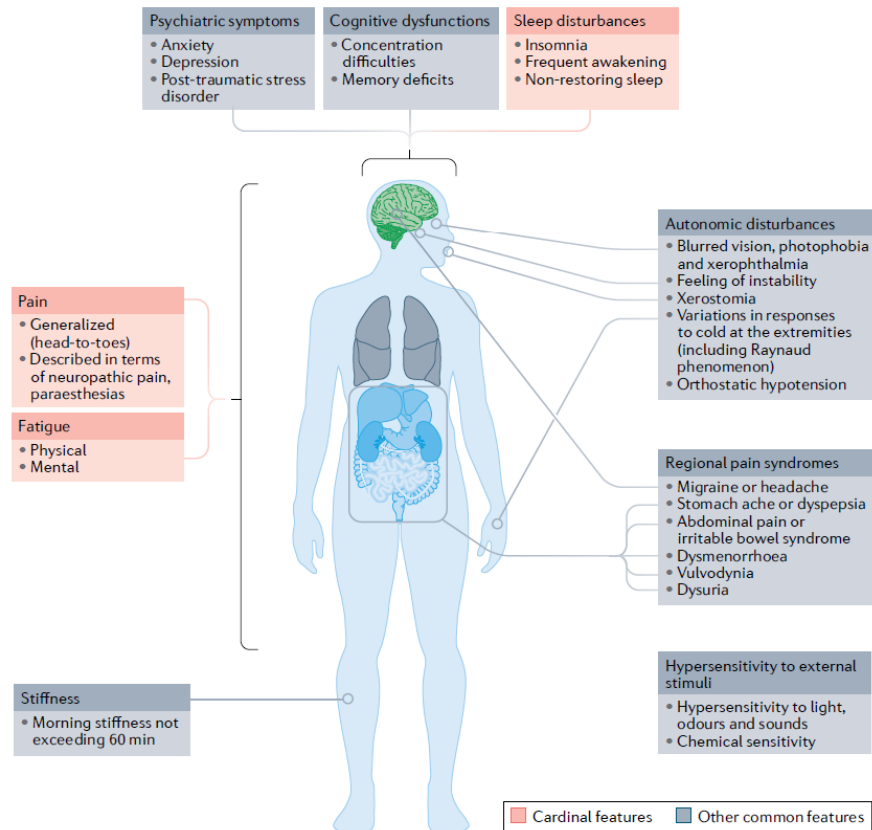 Psychiatric symptoms
• Anxiety
• Depression
• Post-traumatic stress
disorder
Cognitive dysfunctions
• Concentration
difficulties
• Memory deficits
Sleep disturbances
• Insomnia
• Frequent awakening
• Non-restoring sleep
Pain
• Generalized
(head-to-toes)
• Described in terms
of neuropathic pain,
paraesthesias
Fatigue
• Physical
• Mental
Autonomic disturbances
• Blurred vision, photophobia
and xerophthalmia
• Feeling of instability
• Xerostomia
• Variations in responses
to cold at the extremities
(including Raynaud
phenomenon)
• Orthostatic hypotension
Regional pain syndromes
• Migraine or headache
• Stomach ache or dyspepsia
• Abdominal pain or
irritable bowel syndrome
• Dysmenorrhoea
• Vulvodynia
• Dysuria
Stiffness
• Morning stiffness not
exceeding 60 min
Hypersensitivity to external
stimuli
• Hypersensitivity to light,
odours and sounds
• Chemical sensitivity
Cardinal features
Other common features